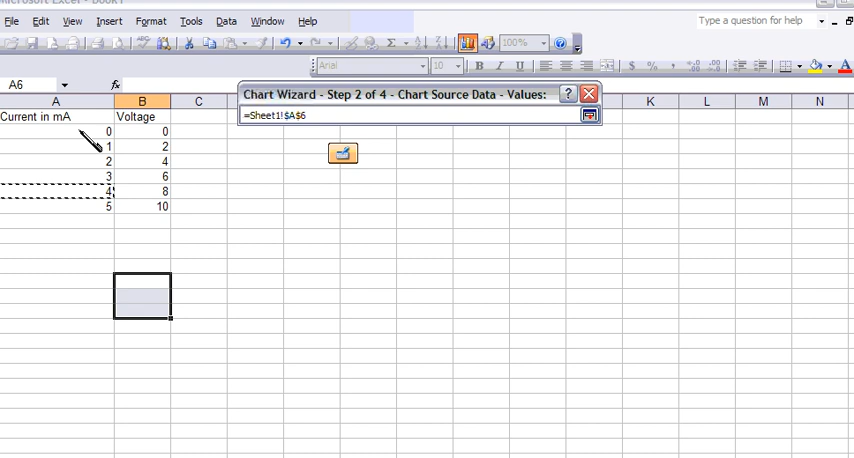 Microsoft Excel - Book1
File Edit View Insert Format Tools Data Window Help
Type a question for help
Σ 100%
Arial 10 B I U $ % ,
A6 fx
Chart Wizard - Step 2 of 4 - Chart Source Data - Values:
=Sheet1!$A$6
A B C K L M N
Current in mA Voltage
0 0
1 2
2 4
3 6
4 8
5 10